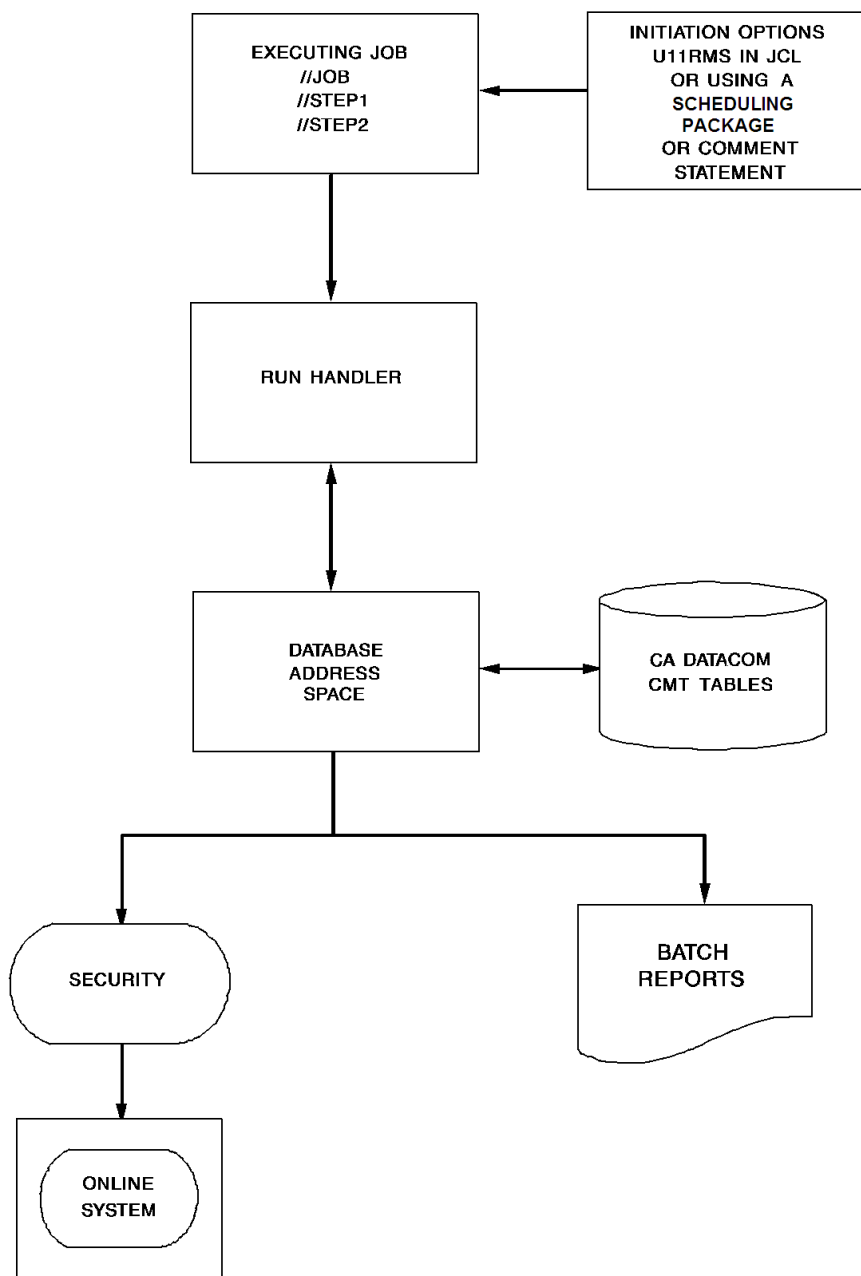 EXECUTING JOB
//JOB
//STEP1
//STEP2
INITIATION OPTIONS
U11RMS IN JCL
OR USING A
SCHEDULING
PACKAGE
OR COMMENT
STATEMENT
RUN HANDLER
DATABASE
ADDRESS
SPACE
CA DATACOM
CMT TABLES
SECURITY
BATCH
REPORTS
ONLINE
SYSTEM